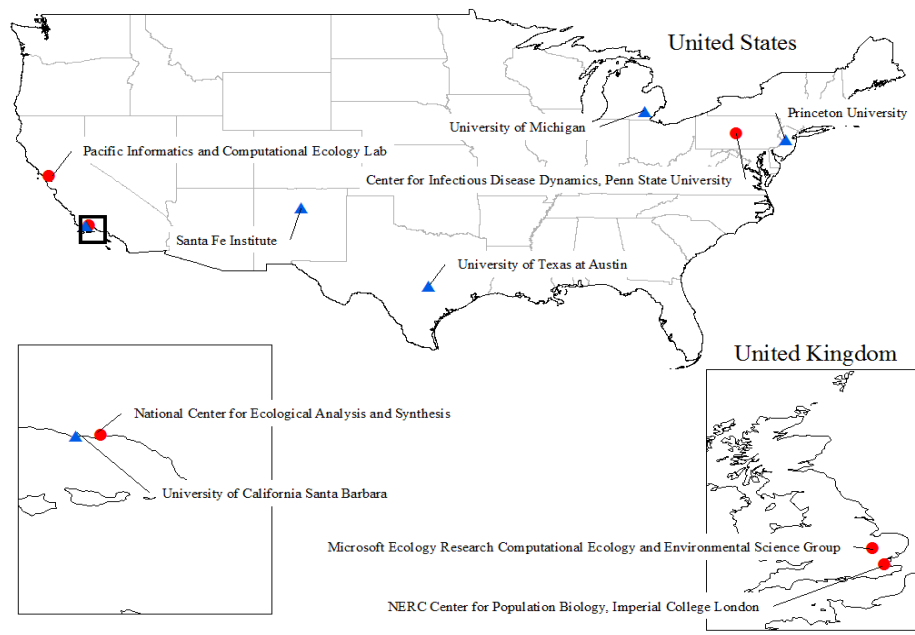 United States
Princeton University
University of Michigan
Pacific Informatics and Computational Ecology Lab
Center for Infectious Disease Dynamics, Penn State University
Santa Fe Institute
University of Texas at Austin
United Kingdom
National Center for Ecological Analysis and Synthesis
University of California Santa Barbara
Microsoft Ecology Research Computational Ecology and Environmental Science Group
NERC Center for Population Biology, Imperial College London